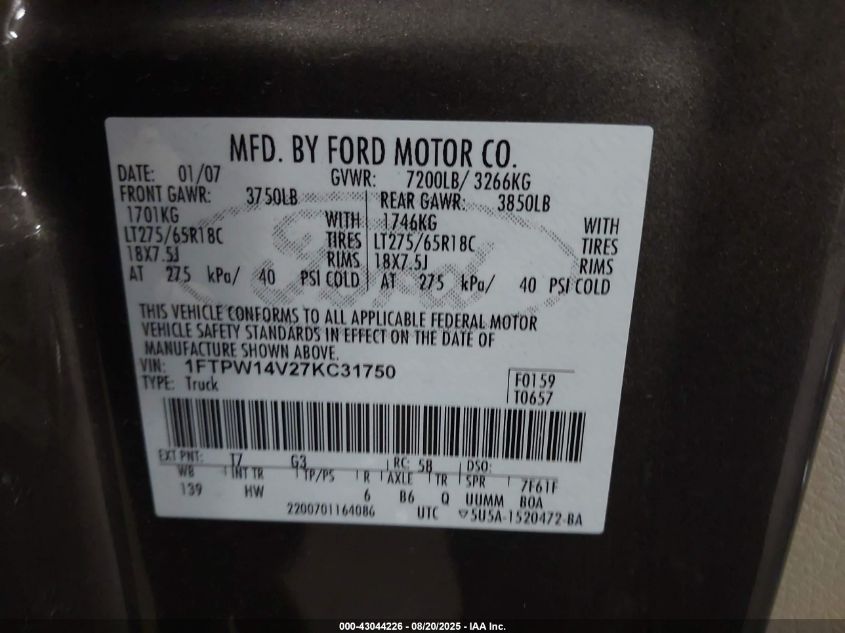 MFD. BY FORD MOTOR CO.
DATE: 01/07 GVWR: 7200LB/ 3266KG
FRONT GAWR: 3750LB REAR GAWR: 3850LB
1701KG WITH 1746KG WITH
LT275/65R18C TIRES LT275/65R18C TIRES
18X7.5J RIMS 18X7.5J RIMS
AT 275 kPa/ 40 PSI COLD AT 275 kPa/ 40 PSI COLD
THIS VEHICLE CONFORMS TO ALL APPLICABLE FEDERAL MOTOR
VEHICLE SAFETY STANDARDS IN EFFECT ON THE DATE OF
MANUFACTURE SHOWN ABOVE.
VIN: 1FTPW14V27KC31750
TYPE: Truck F0159
T0657
EXT PNT: T7 G3 RC: 58 DSO:
WB INT TR TP/PS R AXLE TR SPR 7F61F
139 HW 6 B6 Q UUMM BOA
2200701164086 UTC ▽5U5A-1520472-BA
Ford
000-43044226 - 08/20/2025 - IAA Inc.